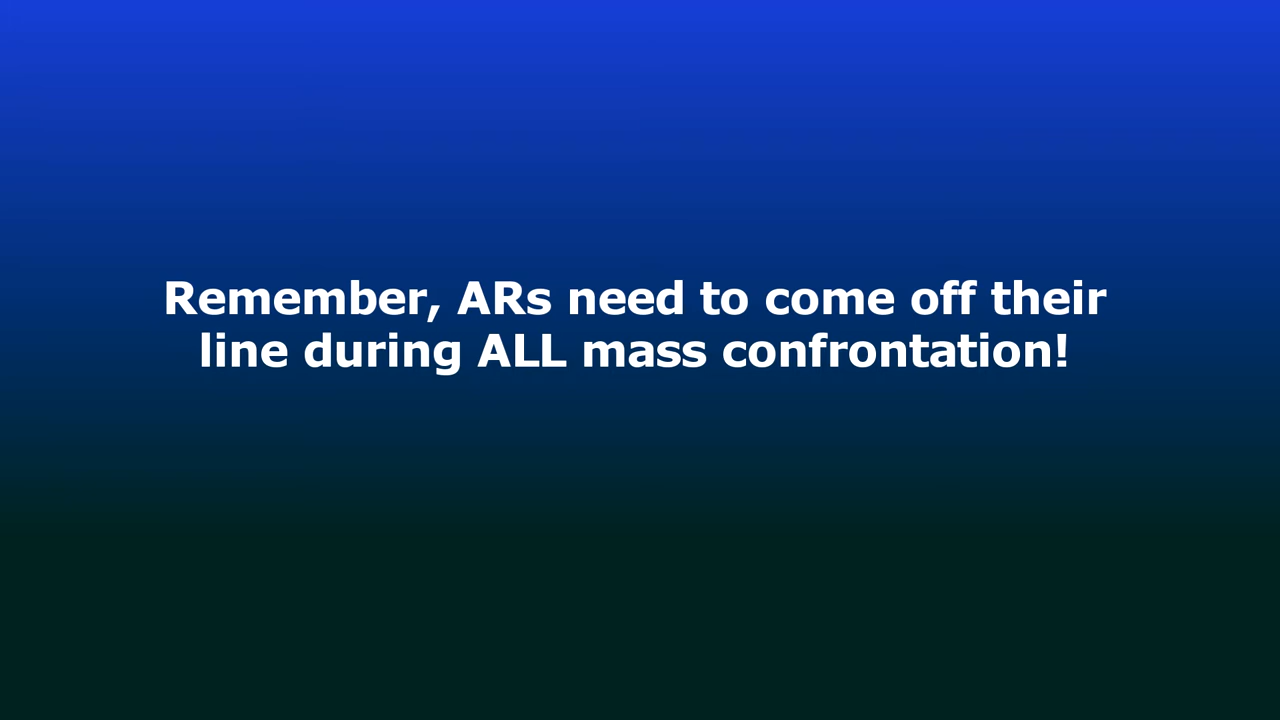 Remember, ARs need to come off their
line during ALL mass confrontation!